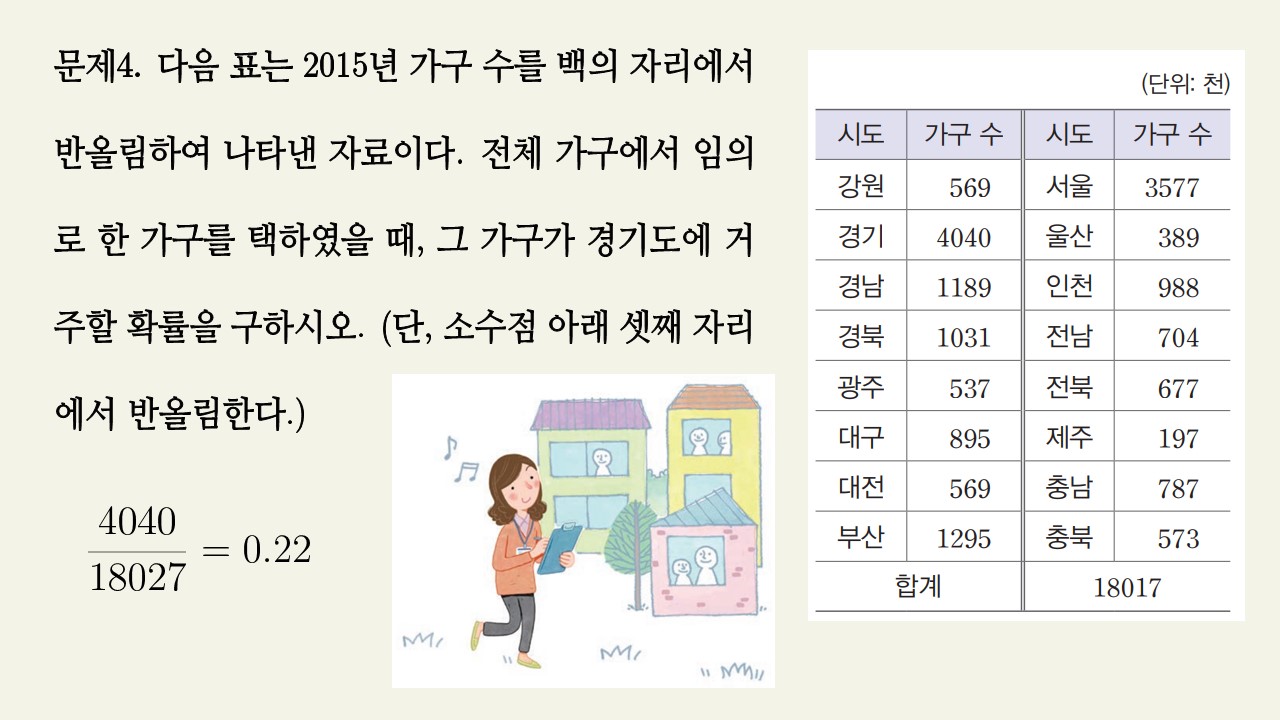 문제4. 다음 표는 2015년 가구 수를 백의 자리에서
반올림하여 나타낸 자료이다. 전체 가구에서 임의
로 한 가구를 택하였을 때, 그 가구가 경기도에 거
주할 확률을 구하시오. (단, 소수점 아래 셋째 자리
에서 반올림한다.)
4040
18027
= 0.22
(단위: 천)
시도 가구 수 시도 가구 수
강원 569 서울 3577
경기 4040 울산 389
경남 1189 인천 988
경북 1031 전남 704
광주 537 전북 677
대구 895 제주 197
대전 569 충남 787
부산 1295 충북 573
합계 18017